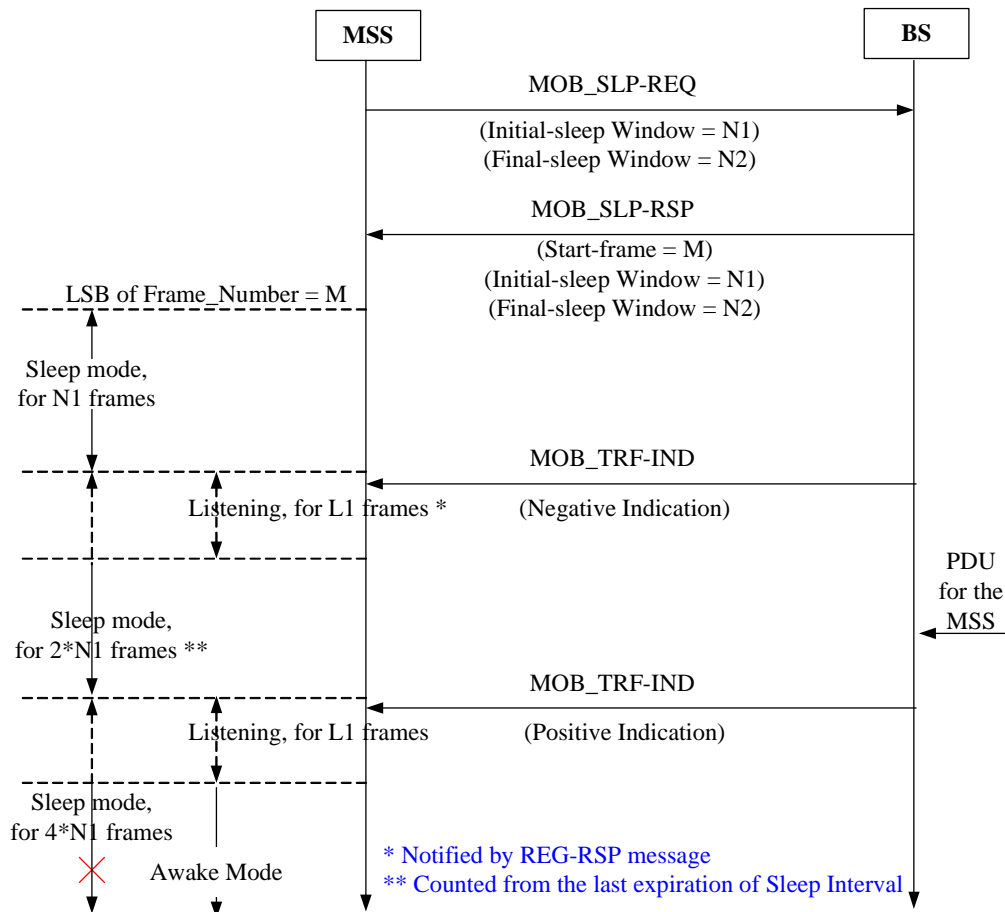 MSS
BS
MOB_SLP-REQ
(Initial-sleep Window = N1)
(Final-sleep Window = N2)
MOB_SLP-RSP
(Start-frame = M)
(Initial-sleep Window = N1)
(Final-sleep Window = N2)
LSB of Frame_Number = M
Sleep mode,
for N1 frames
MOB_TRF-IND
Listening, for L1 frames *
(Negative Indication)
PDU
for the
MSS
Sleep mode,
for 2*N1 frames **
MOB_TRF-IND
Listening, for L1 frames
(Positive Indication)
Sleep mode,
for 4*N1 frames
Awake Mode
* Notified by REG-RSP message
** Counted from the last expiration of Sleep Interval